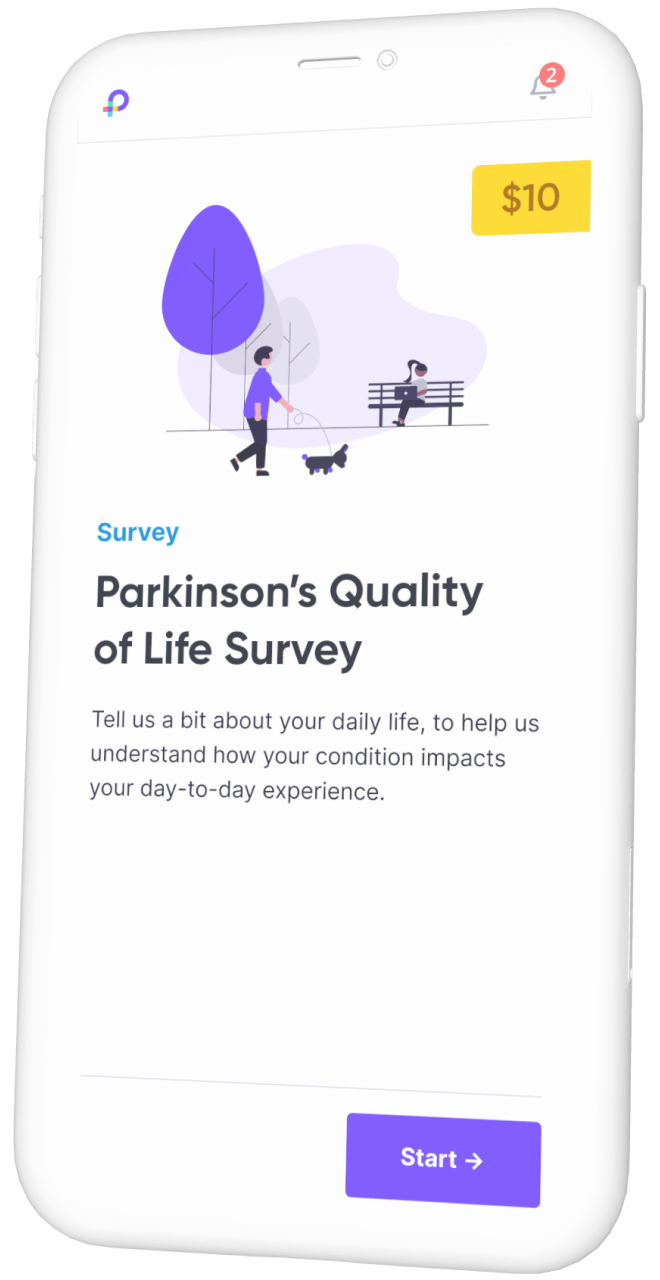 2
$10
Survey
Parkinson’s Quality
of Life Survey
Tell us a bit about your daily life, to help us
understand how your condition impacts
your day-to-day experience.
Start →